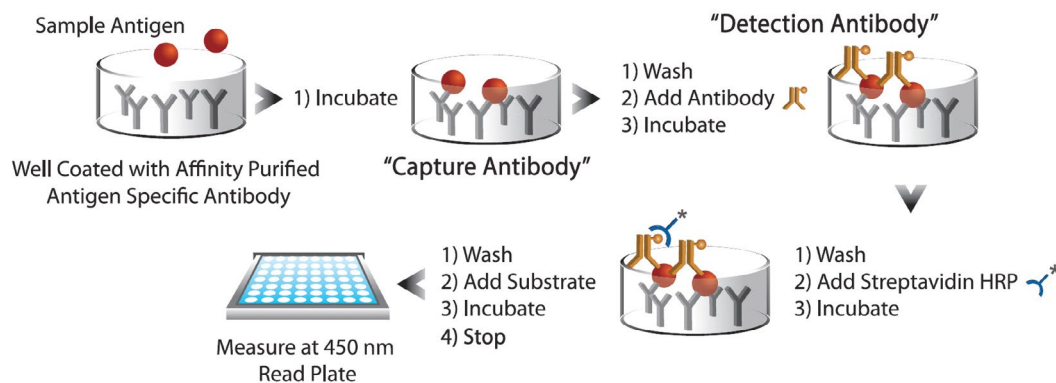 Sample Antigen
Well Coated with Affinity Purified
Antigen Specific Antibody
1) Incubate
"Capture Antibody"
1) Wash
2) Add Antibody
3) Incubate
"Detection Antibody"
1) Wash
2) Add Streptavidin HRP
3) Incubate
*
*
1) Wash
2) Add Substrate
3) Incubate
4) Stop
Measure at 450 nm
Read Plate